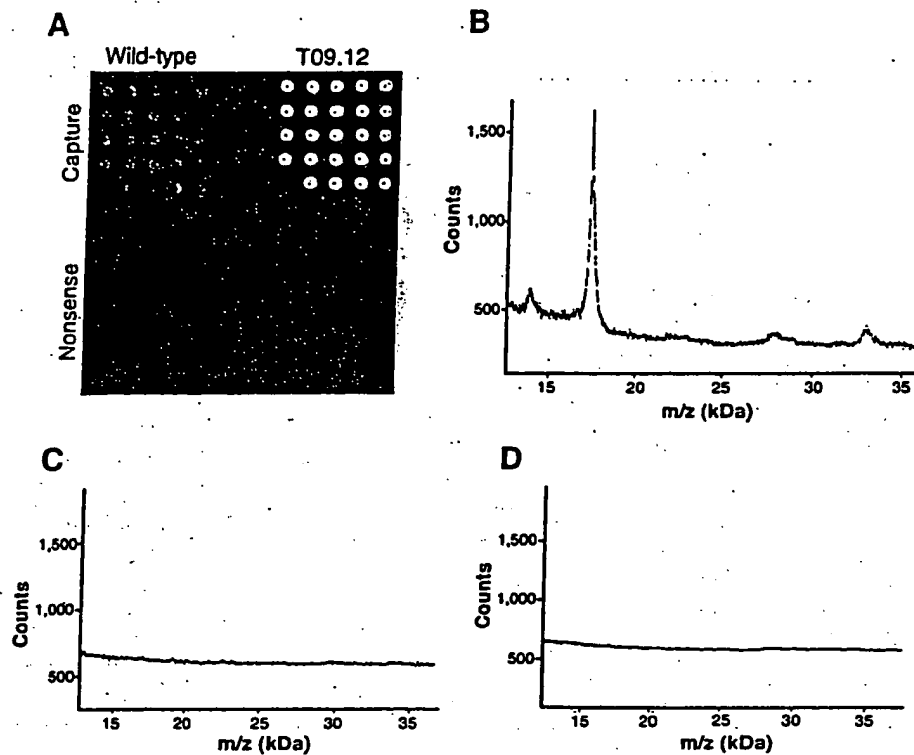 A
Wild-type T09.12
Capture
Nonsense
B
Counts
1,500
1,000
500
15 20 25 30 35
m/z (kDa)
C
Counts
1,500
1,000
500
15 20 25 30 35
m/z (kDa)
D
Counts
1,500
1,000
500
15 20 25 30 35
m/z (kDa)